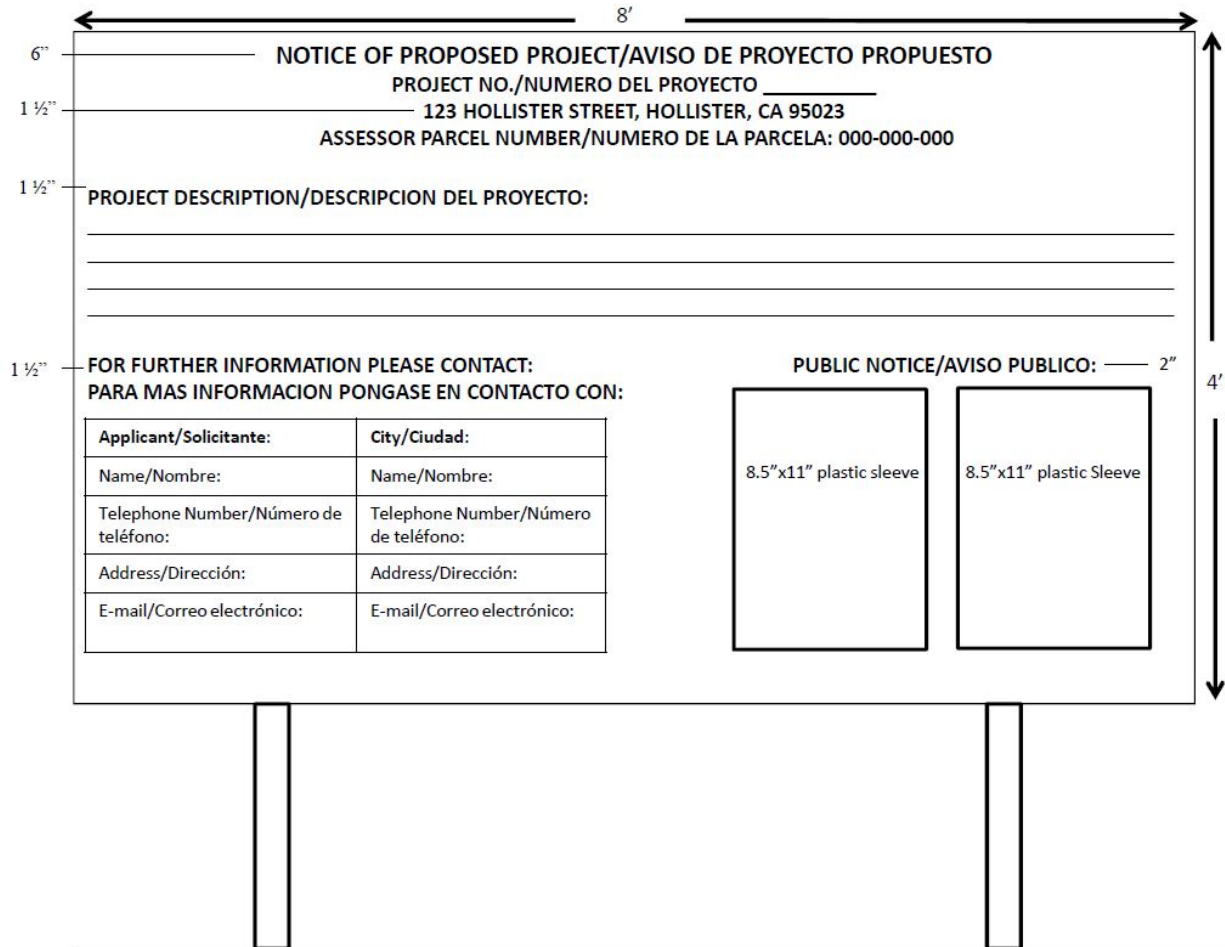 8’
6”
NOTICE OF PROPOSED PROJECT/AVISO DE PROYECTO PROPUESTO
PROJECT NO./NUMERO DEL PROYECTO __________
1 ½”
123 HOLLISTER STREET, HOLLISTER, CA 95023
ASSESSOR PARCEL NUMBER/NUMERO DE LA PARCELA: 000-000-000
1 ½”
PROJECT DESCRIPTION/DESCRIPCION DEL PROYECTO:
1 ½”
FOR FURTHER INFORMATION PLEASE CONTACT:
PARA MAS INFORMACION PONGASE EN CONTACTO CON:
PUBLIC NOTICE/AVISO PUBLICO:
2”
4’
Applicant/Solicitante:
City/Ciudad:
Name/Nombre:
Name/Nombre:
Telephone Number/Número de
teléfono:
Telephone Number/Número
de teléfono:
Address/Dirección:
Address/Dirección:
E-mail/Correo electrónico:
E-mail/Correo electrónico:
8.5”x11” plastic sleeve
8.5”x11” plastic Sleeve